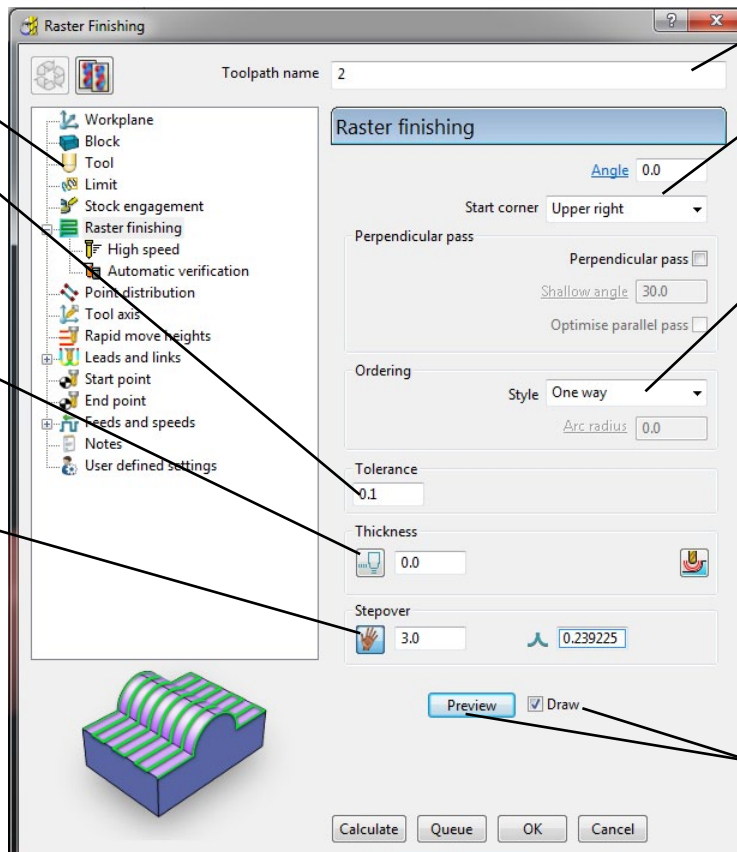 Raster Finishing
Toolpath name 2
Workplane
Block
Tool
Limit
Stock engagement
Raster finishing
High speed
Automatic verification
Point distribution
Tool axis
Rapid move heights
Leads and links
Start point
End point
Feeds and speeds
Notes
User defined settings
Raster finishing
Angle 0.0
Start corner Upper right
Perpendicular pass
Perpendicular pass
Shallow angle 30.0
Optimise parallel pass
Ordering
Style One way
Arc radius 0.0
Tolerance
0.1
Thickness
0.0
Stepover
3.0 0.239225
Preview Draw
Calculate Queue OK Cancel